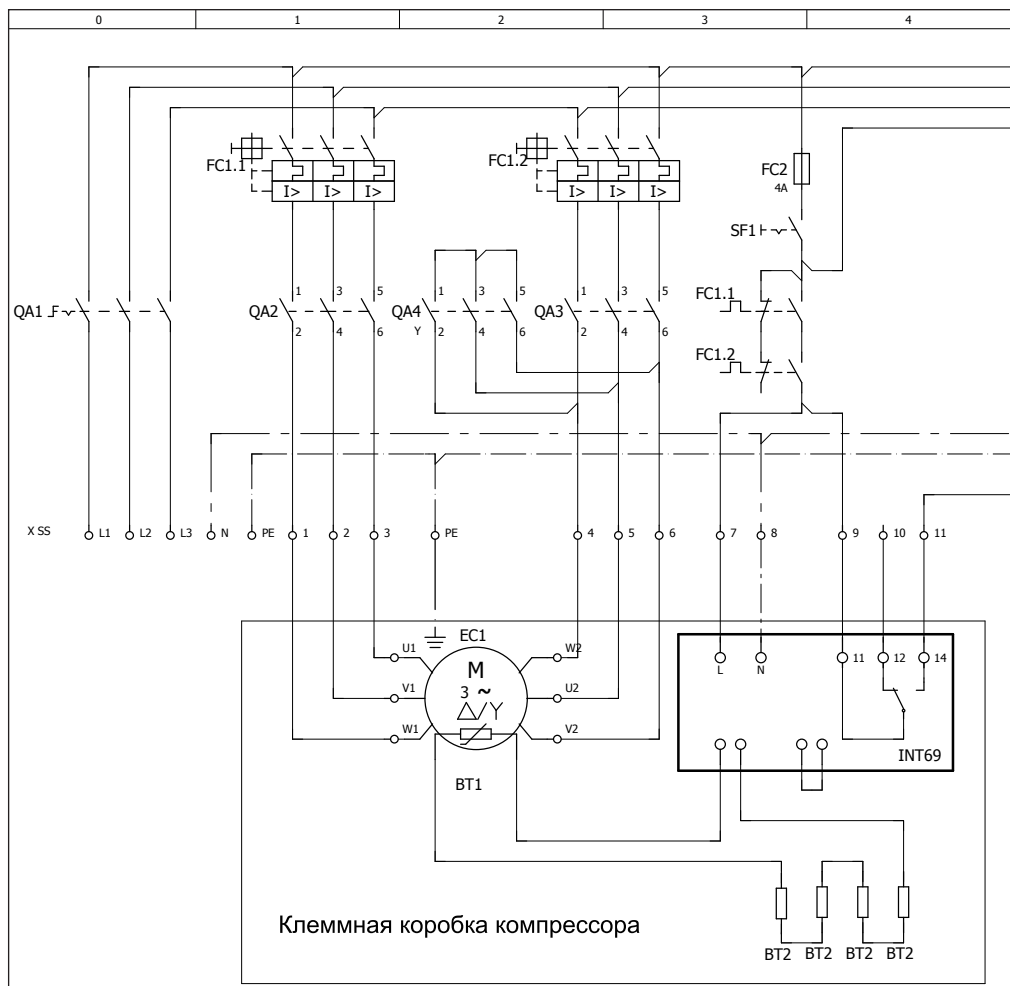 0 1 2 3 4
FC1.1 FC1.2 FC2
4A
I> I> I> I> I> I>
SF1
1 3 5 1 3 5 1 3 5
QA1 QA2 QA4 QA3 FC1.1
Y
2 4 6 2 4 6 2 4 6
FC1.2
X SS L1 L2 L3 N PE 1 2 3 PE 4 5 6 7 8 9 10 11
EC1
U1 W2
M
3 ~
V1 U2
△/Y
W1 V2
L N 11 12 14
INT69
BT1
Клеммная коробка компрессора
BT2 BT2 BT2 BT2